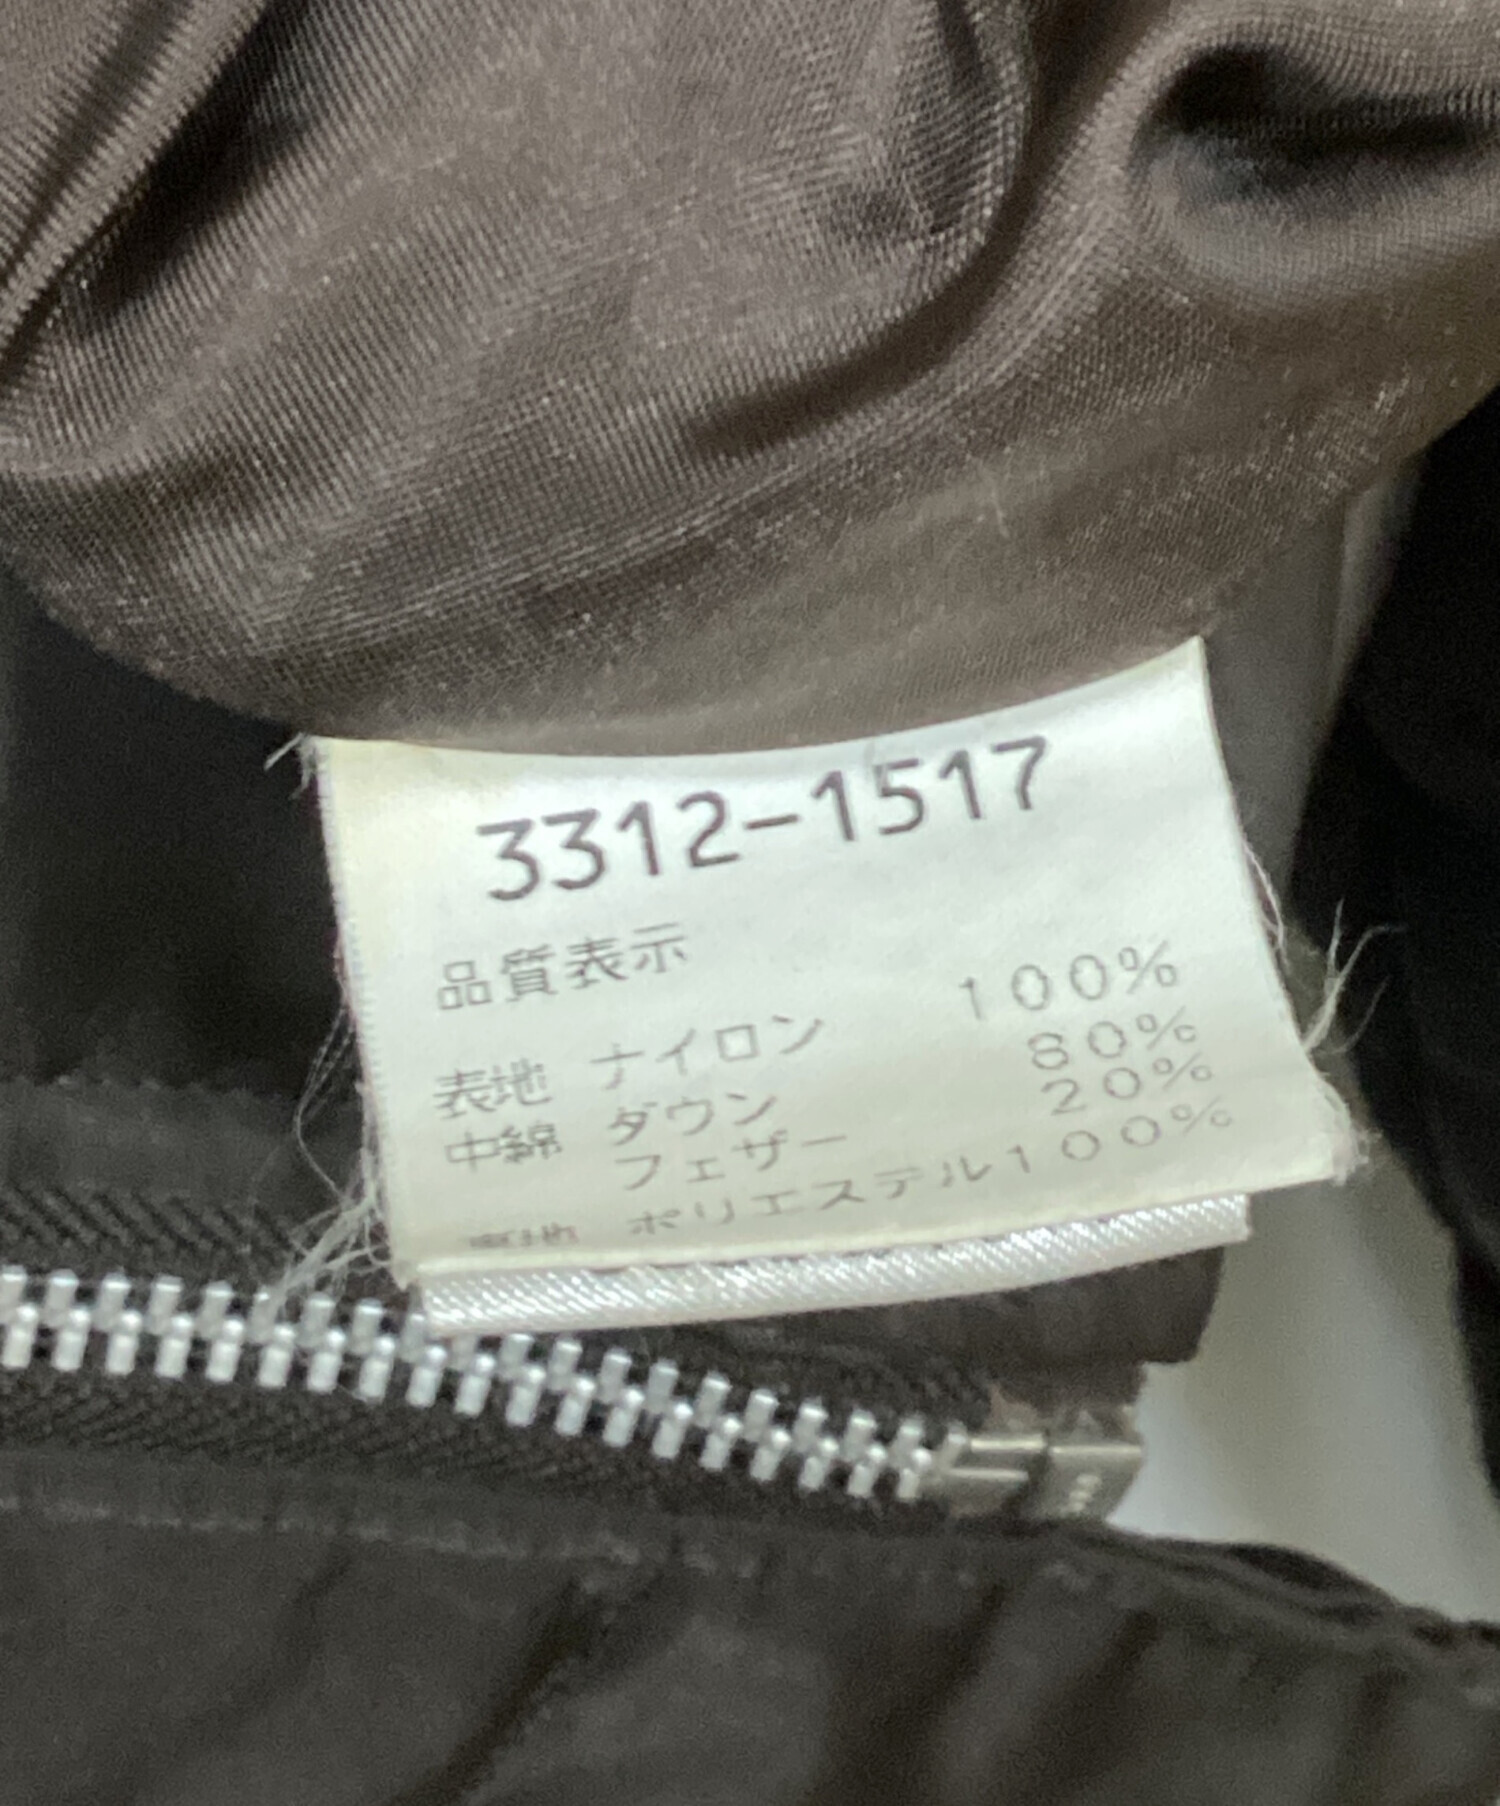 3312-1517
品質表示
表地 ナイロン 100%
中綿 ダウン 80%
フェザー 20%
ポリエステル100%